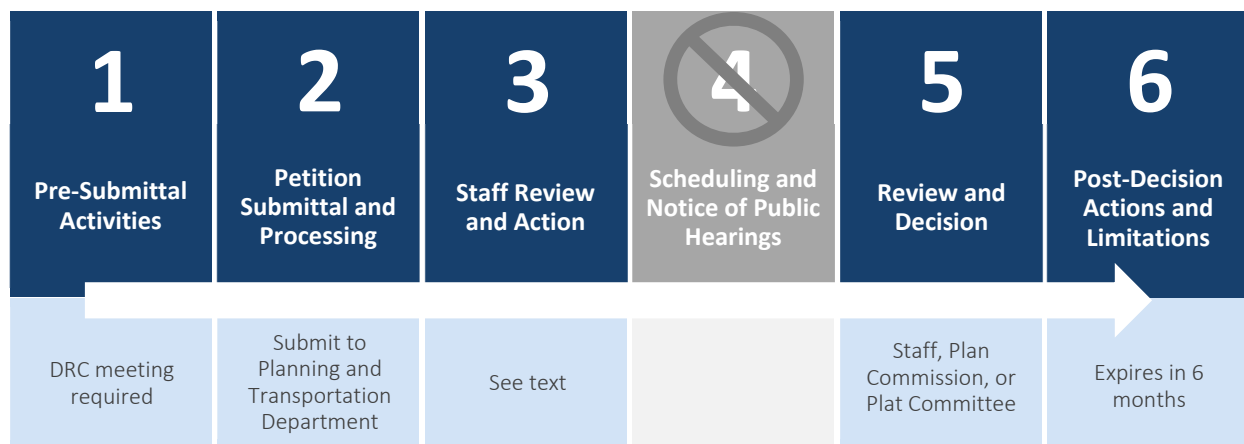 1
Pre-Submittal
Activities
DRC meeting
required
2
Petition
Submittal and
Processing
Submit to
Planning and
Transportation
Department
3
Staff Review
and Action
See text
4
Scheduling and
Notice of Public
Hearings
5
Review and
Decision
Staff, Plan
Commission, or
Plat Committee
6
Post-Decision
Actions and
Limitations
Expires in 6
months